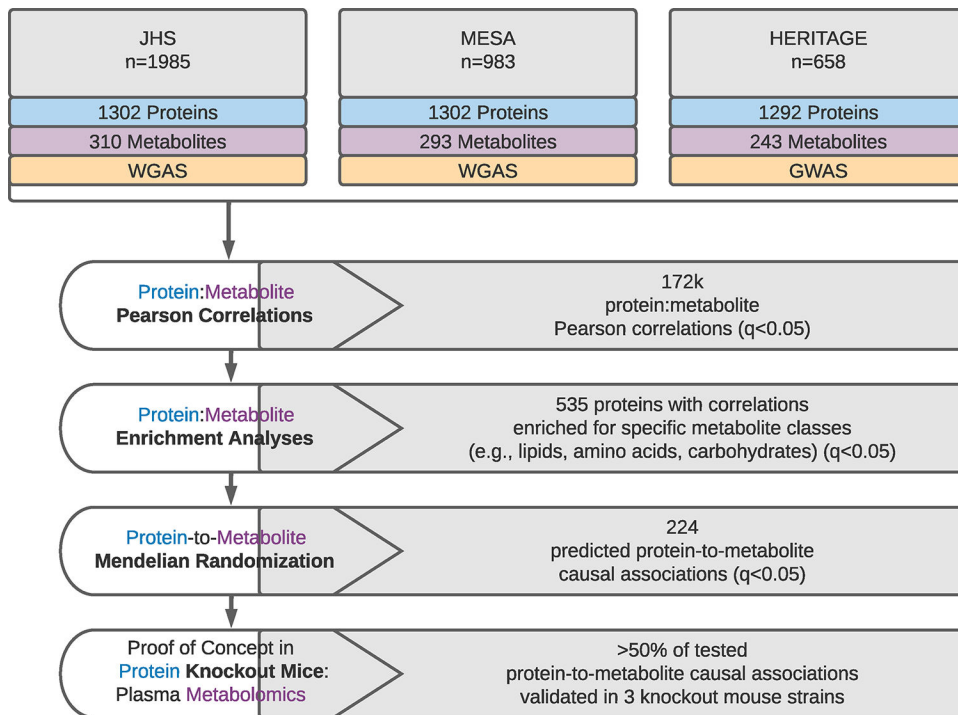 JHS
n=1985
1302 Proteins
310 Metabolites
WGAS
MESA
n=983
1302 Proteins
293 Metabolites
WGAS
HERITAGE
n=658
1292 Proteins
243 Metabolites
GWAS
Protein:Metabolite
Pearson Correlations
172k
protein:metabolite
Pearson correlations (q<0.05)
Protein:Metabolite
Enrichment Analyses
535 proteins with correlations
enriched for specific metabolite classes
(e.g., lipids, amino acids, carbohydrates) (q<0.05)
Protein-to-Metabolite
Mendelian Randomization
224
predicted protein-to-metabolite
causal associations (q<0.05)
Proof of Concept in
Protein Knockout Mice:
Plasma Metabolomics
>50% of tested
protein-to-metabolite causal associations
validated in 3 knockout mouse strains